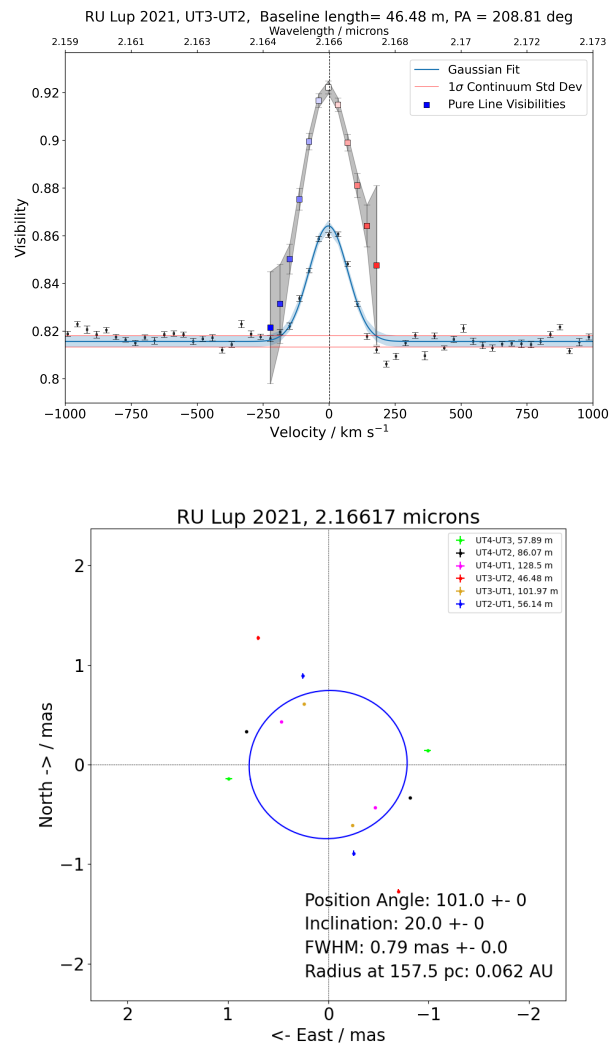 RU Lup 2021, UT3-UT2,  Baseline length= 46.48 m, PA = 208.81 deg
Wavelength / microns
2.159 2.161 2.163 2.164 2.166 2.168 2.17 2.172 2.173
Gaussian Fit
1σ Continuum Std Dev
Pure Line Visibilities
Visibility
0.92
0.9
0.88
0.86
0.84
0.82
0.8
−1000 −750 −500 −250 0 250 500 750 1000
Velocity / km s⁻¹
RU Lup 2021, 2.16617 microns
UT4-UT3, 57.89 m
UT4-UT2, 86.07 m
UT4-UT1, 128.5 m
UT3-UT2, 46.48 m
UT3-UT1, 101.97 m
UT2-UT1, 56.14 m
North -> / mas
2
1
0
−1
−2
Position Angle: 101.0 +- 0
Inclination: 20.0 +- 0
FWHM: 0.79 mas +- 0.0
Radius at 157.5 pc: 0.062 AU
2 1 0 −1 −2
<- East / mas